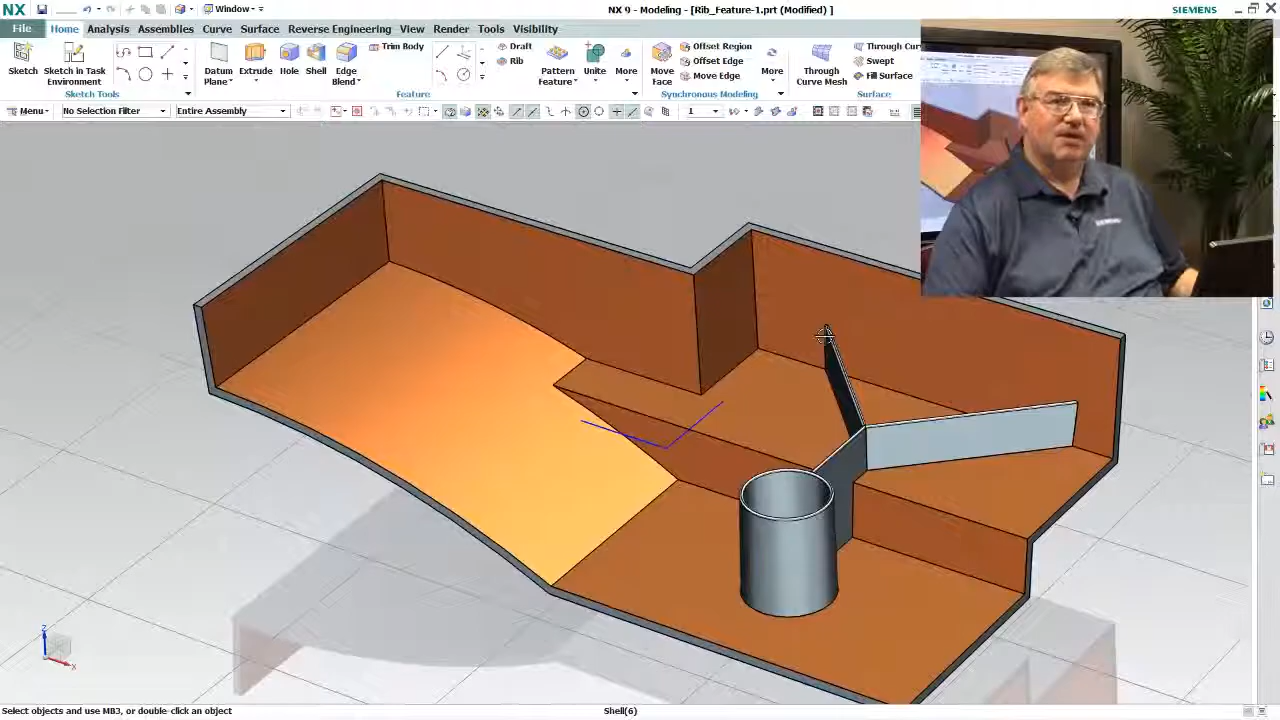 NX
Window
NX 9 - Modeling - [Rib_Feature-1.prt (Modified) ]
SIEMENS
File Home Analysis Assemblies Curve Surface Reverse Engineering View Render Tools Visibility
Sketch
Sketch in Task Environment
Sketch Tools
Datum Plane
Extrude
Hole
Shell
Edge Blend
Trim Body
Draft
Rib
Pattern Feature
Unite
More
Feature
Move Face
Offset Region
Offset Edge
Move Edge
More
Synchronous Modeling
Through Curve Mesh
Through Cur
Swept
Fill Surface
Surface
Menu
No Selection Filter
Entire Assembly
1
Z
X
Select objects and use MB3, or double-click an object
Shell(6)